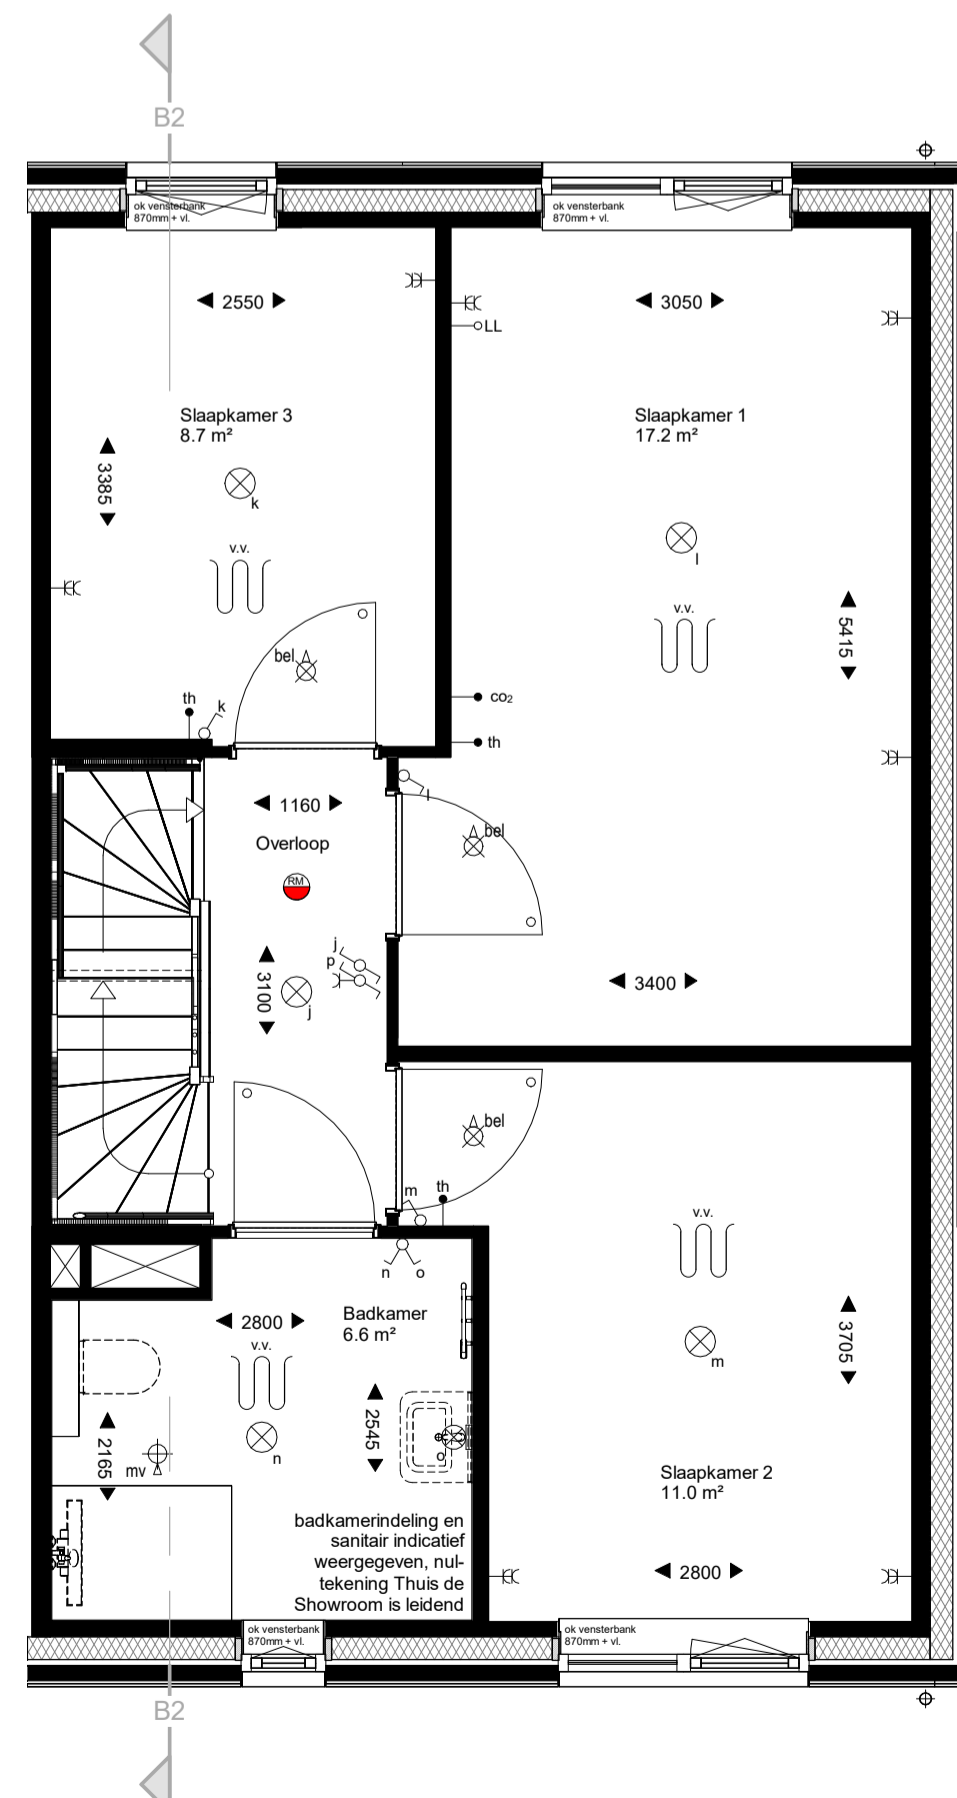 B2
ok vensterbank
870mm + vl.
ok vensterbank
870mm + vl.
2550
3050
LL
Slaapkamer 3
8.7 m²
Slaapkamer 1
17.2 m²
3385
k
l
v.v.
v.v.
5415
bel
th
k
co₂
th
1160
l
bel
Overloop
RM
j
p
3100
j
3400
bel
m
th
v.v.
n
o
2800
Badkamer
6.6 m²
v.v.
3705
m
2165
2545
mv
n
o
Slaapkamer 2
11.0 m²
badkamerindeling en
sanitair indicatief
weergegeven, nul-
tekening Thuis de
Showroom is leidend
2800
ok vensterbank
870mm + vl.
ok vensterbank
870mm + vl.
B2